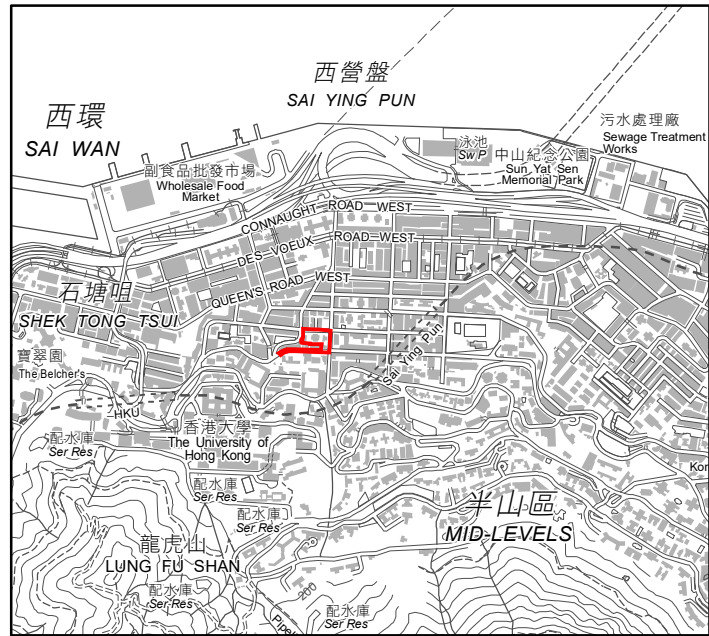 西營盤
SAI YING PUN
西環
SAI WAN
污水處理廠
Sewage Treatment
Works
泳池
Sw P
中山紀念公園
Sun Yat Sen
Memorial Park
副食品批發市場
Wholesale Food
Market
CONNAUGHT ROAD WEST
DES VOEUX ROAD WEST
QUEEN'S ROAD WEST
石塘咀
SHEK TONG TSUI
Sai Ying Pun
寶翠園
The Belcher's
HKU
香港大學
The University of
Hong Kong
配水庫
Ser Res
配水庫
Ser Res
配水庫
Ser Res
半山區
MID-LEVELS
龍虎山
LUNG FU SHAN
配水庫
Ser Res
200
配水庫
Ser Res